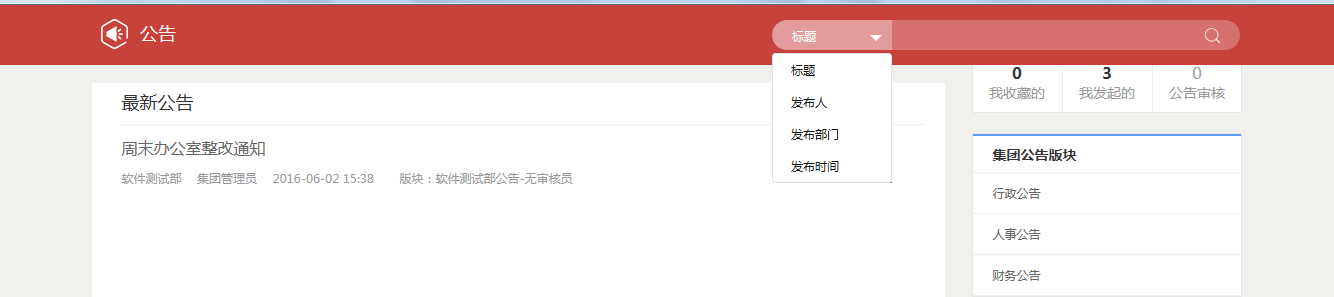 公告
标题
标题
发布人
发布部门
发布时间
最新公告
周末办公室整改通知
软件测试部 集团管理员 2016-06-02 15:38 版块：软件测试部公告-无审核员
0 3 0
我收藏的 我发起的 公告审核
集团公告版块
行政公告
人事公告
财务公告